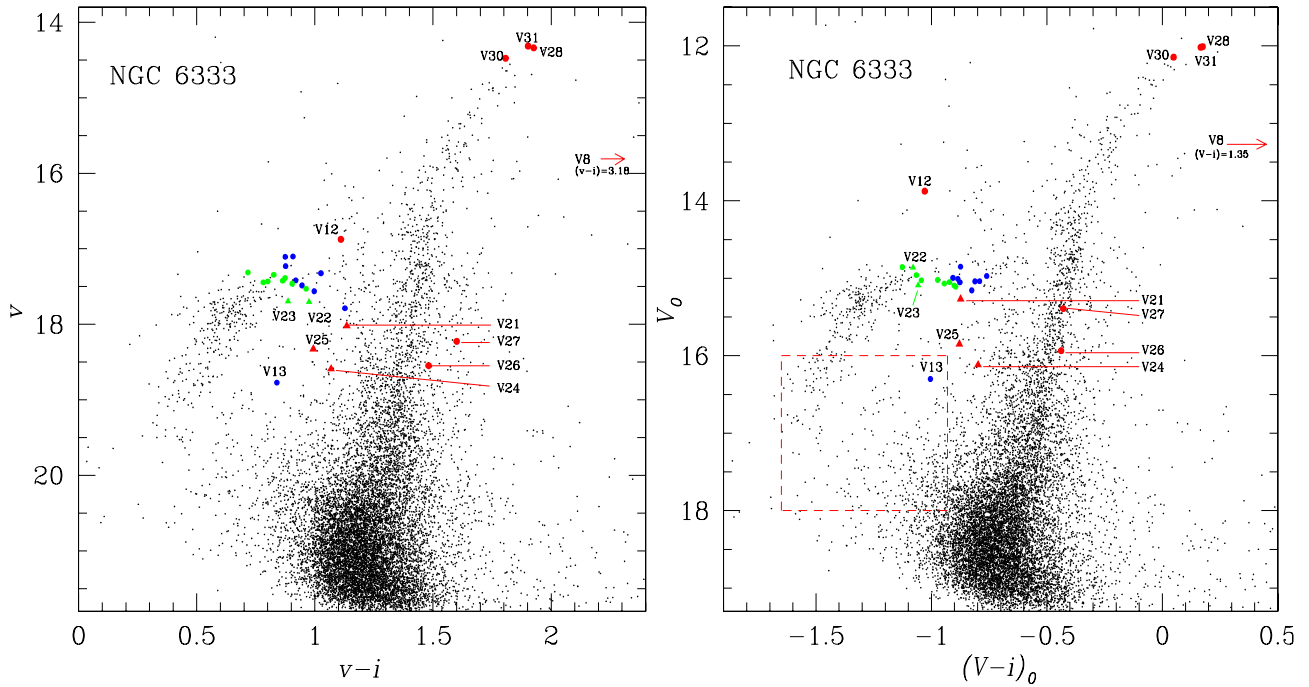 NGC 6333
V30
V31
V28
V8
(v-i)=3.18
V12
V23
V22
V21
V25
V27
V26
V13
V24
14
16
18
20
v
0
0.5
1
1.5
2
v-i
NGC 6333
V30
V28
V31
V8
(V-i)=1.35
V12
V22
V23
V21
V27
V25
V26
V24
V13
12
14
16
18
V0
-1.5
-1
-0.5
0
0.5
(V-i)0